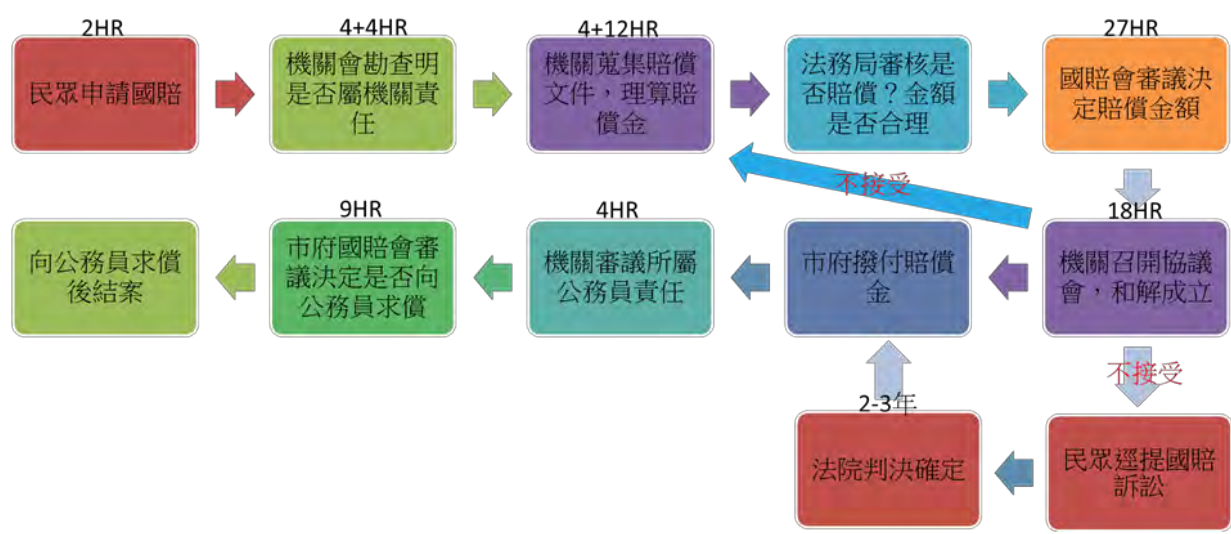 2HR
民眾申請國賠
4+4HR
機關會勘查明
是否屬機關責
任
4+12HR
機關蒐集賠償
文件，理算賠
償金
法務局審核是
否賠償？金額
是否合理
27HR
國賠會審議決
定賠償金額
不接受
18HR
機關召開協議
會，和解成立
市府撥付賠償
金
4HR
機關審議所屬
公務員責任
9HR
市府國賠會審
議決定是否向
公務員求償
向公務員求償
後結案
不接受
民眾逕提國賠
訴訟
2-3年
法院判決確定